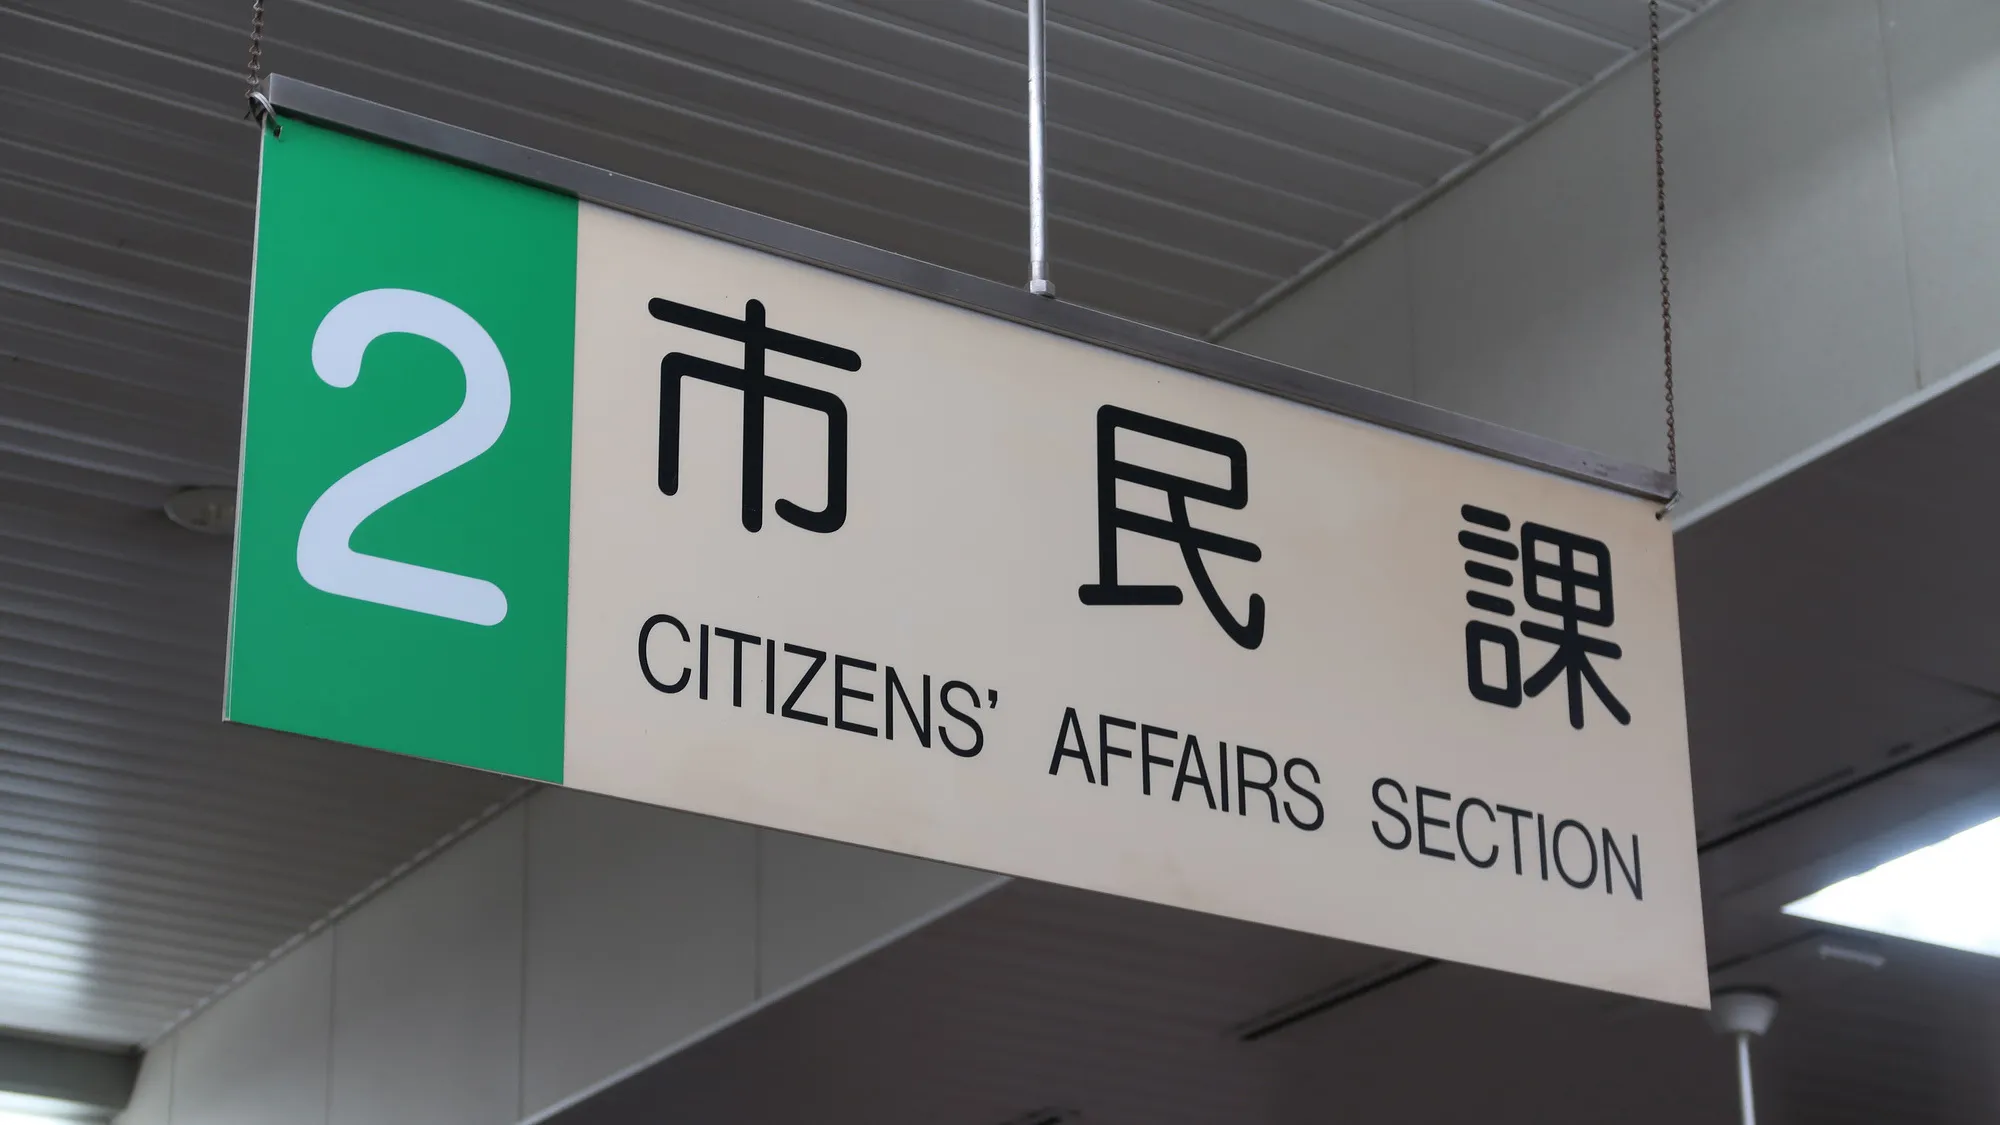 2
市民課
CITIZENS' AFFAIRS SECTION